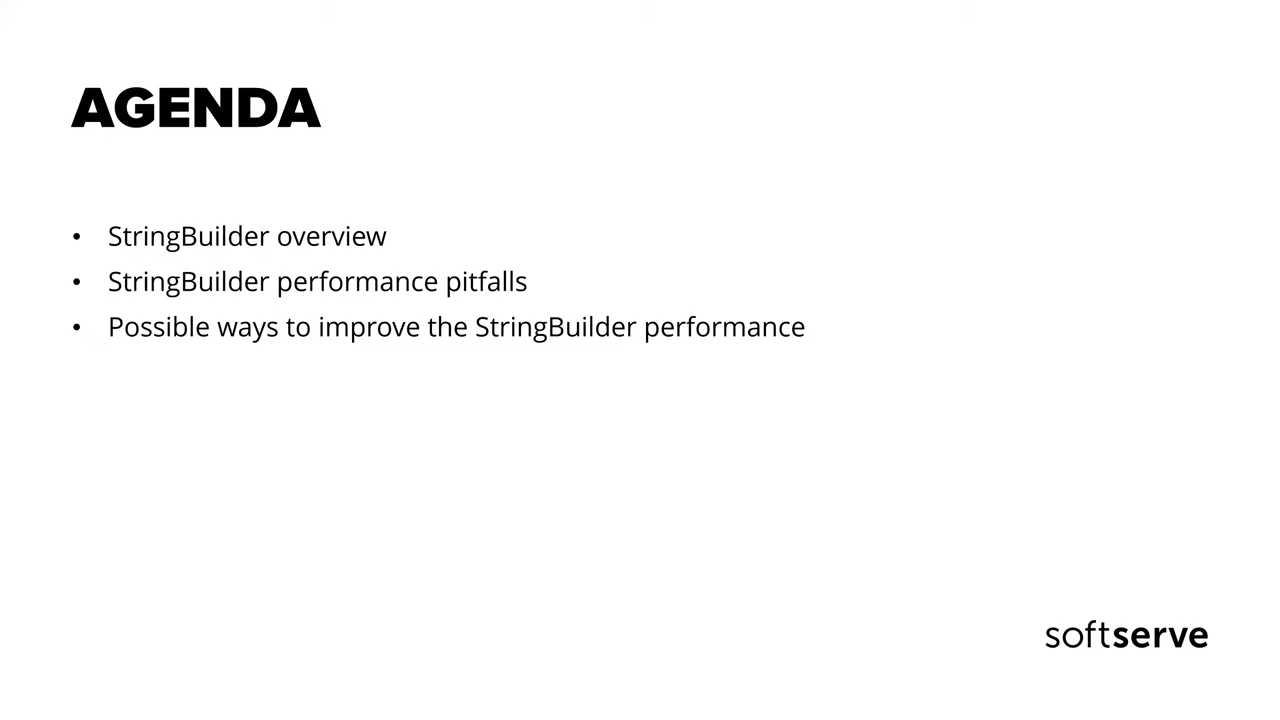 AGENDA
• StringBuilder overview
• StringBuilder performance pitfalls
• Possible ways to improve the StringBuilder performance
softserve